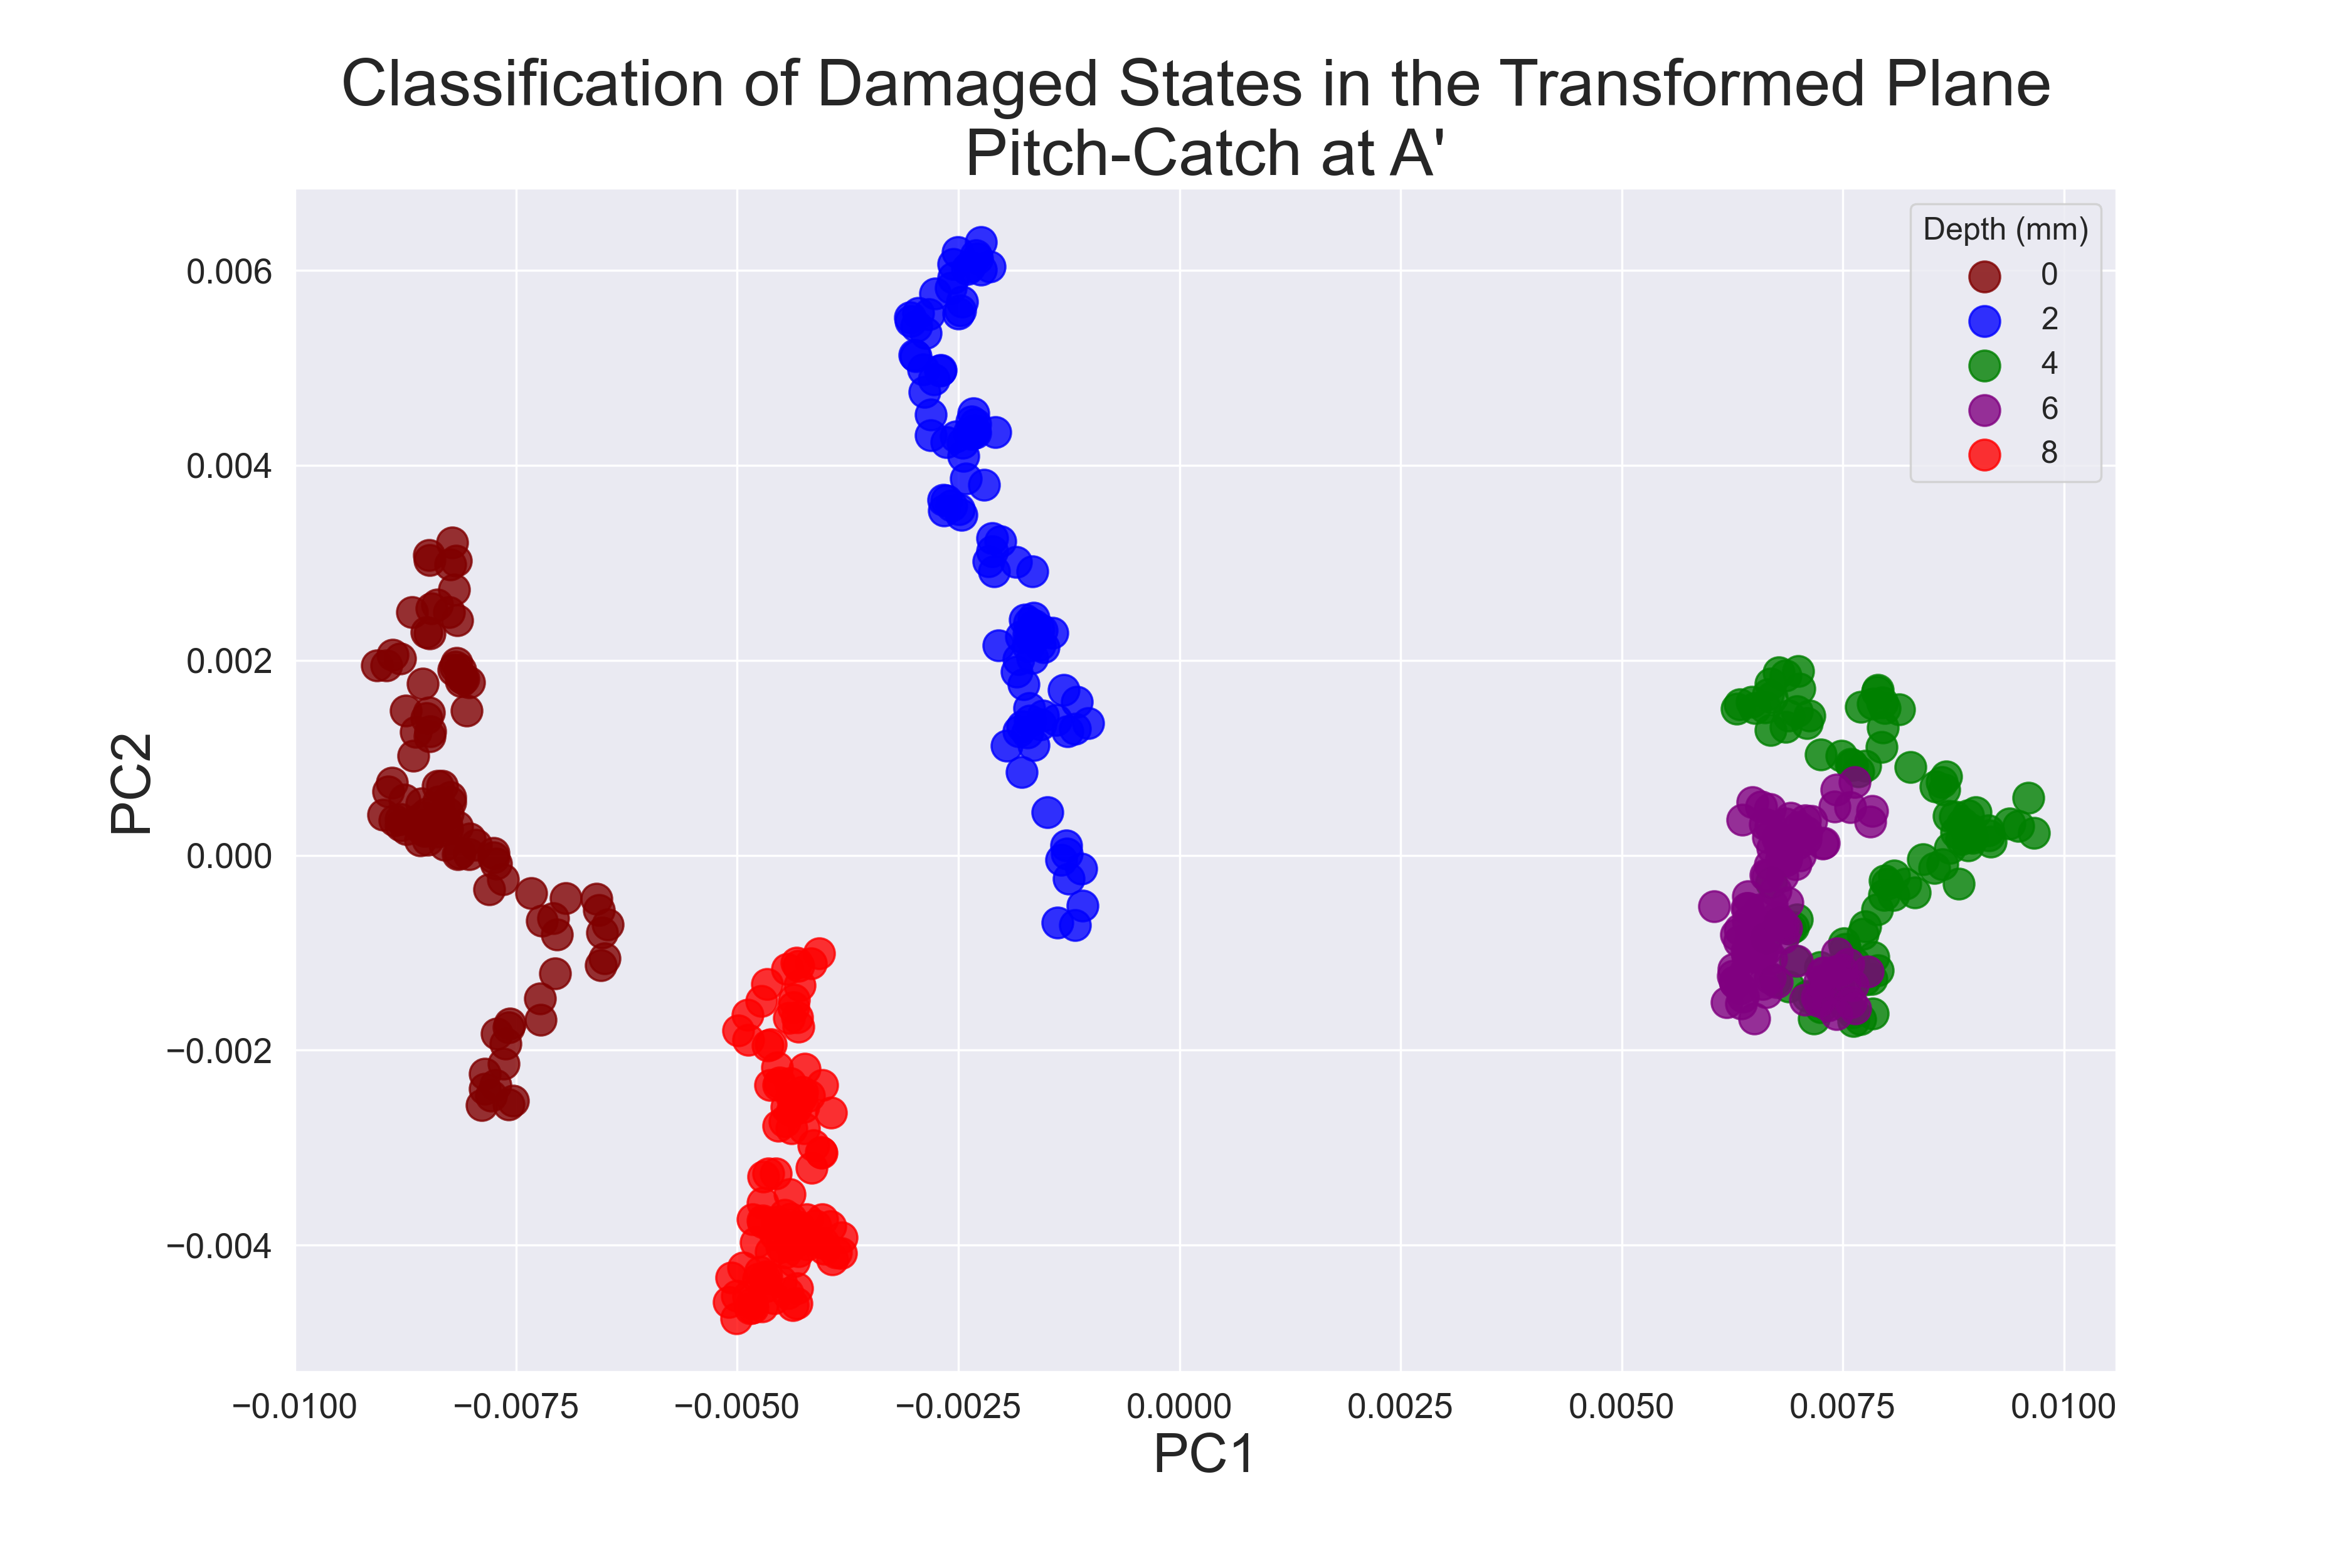 Classification of Damaged States in the Transformed Plane
Pitch-Catch at A'
Depth (mm)
0
2
4
6
8
PC2
0.006
0.004
0.002
0.000
−0.002
−0.004
−0.0100 −0.0075 −0.0050 −0.0025 0.0000 0.0025 0.0050 0.0075 0.0100
PC1